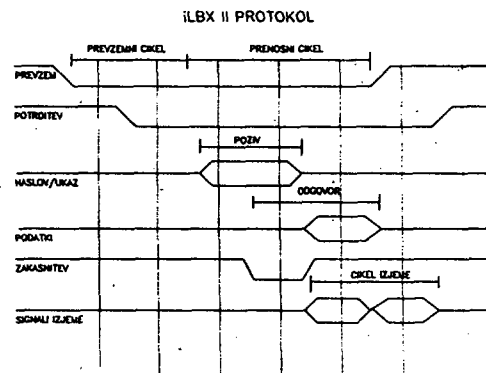 iLBX II PROTOKOL
PREVZEMNI CIKEL PRENOSNI CIKEL
PREVZEM
POTRDITEV
POZIV
NASLOV/UKAZ
ODGOVOR
PODATKI
ZAKASNITEV
CIKEL IZJEME
SIGNALI IZJEME